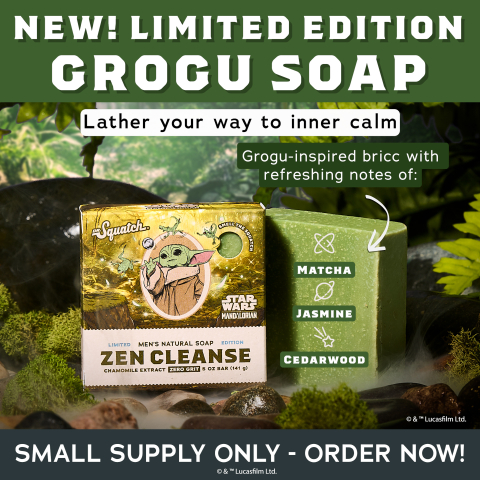 NEW! LIMITED EDITION
GROGU SOAP
Lather your way to inner calm
Grogu-inspired bricc with
refreshing notes of:
Squatch
STAR
WARS
THE
MANDALORIAN
LIMITED MEN'S NATURAL SOAP EDITION
ZEN CLEANSE
CHAMOMILE EXTRACT ZERO GRIT 5 OZ BAR (141 g)
MATCHA
JASMINE
CEDARWOOD
© & ™ Lucasfilm Ltd.
SMALL SUPPLY ONLY - ORDER NOW!
© & ™ Lucasfilm Ltd.